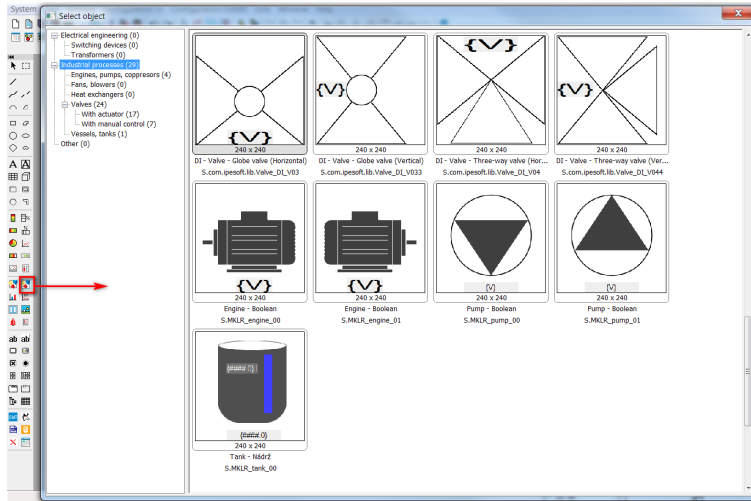 System
Select object
Electrical engineering (0)
Switching devices (0)
Transformers (0)
Industrial processes (29)
Engines, pumps, coppresors (4)
Fans, blowers (0)
Heat exchangers (0)
Valves (24)
With actuator (17)
With manual control (7)
Vessels, tanks (1)
Other (0)
{V}
240 x 240
DI - Valve - Globe valve (Horizontal)
S.com.ipesoft.lib.Valve_DI_V03
{V}
240 x 240
DI - Valve - Globe valve (Vertical)
S.com.ipesoft.lib.Valve_DI_V033
{V}
240 x 240
DI - Valve - Three-way valve (Hor...
S.com.ipesoft.lib.Valve_DI_V04
{V}
240 x 240
DI - Valve - Three-way valve (Ver...
S.com.ipesoft.lib.Valve_DI_V044
{V}
240 x 240
Engine - Boolean
S.MKLR_engine_00
{V}
240 x 240
Engine - Boolean
S.MKLR_engine_01
{V}
240 x 240
Pump - Boolean
S.MKLR_pump_00
{V}
240 x 240
Pump - Boolean
S.MKLR_pump_01
{####.0}
{####.0}
240 x 240
Tank - Nádrž
S.MKLR_tank_00